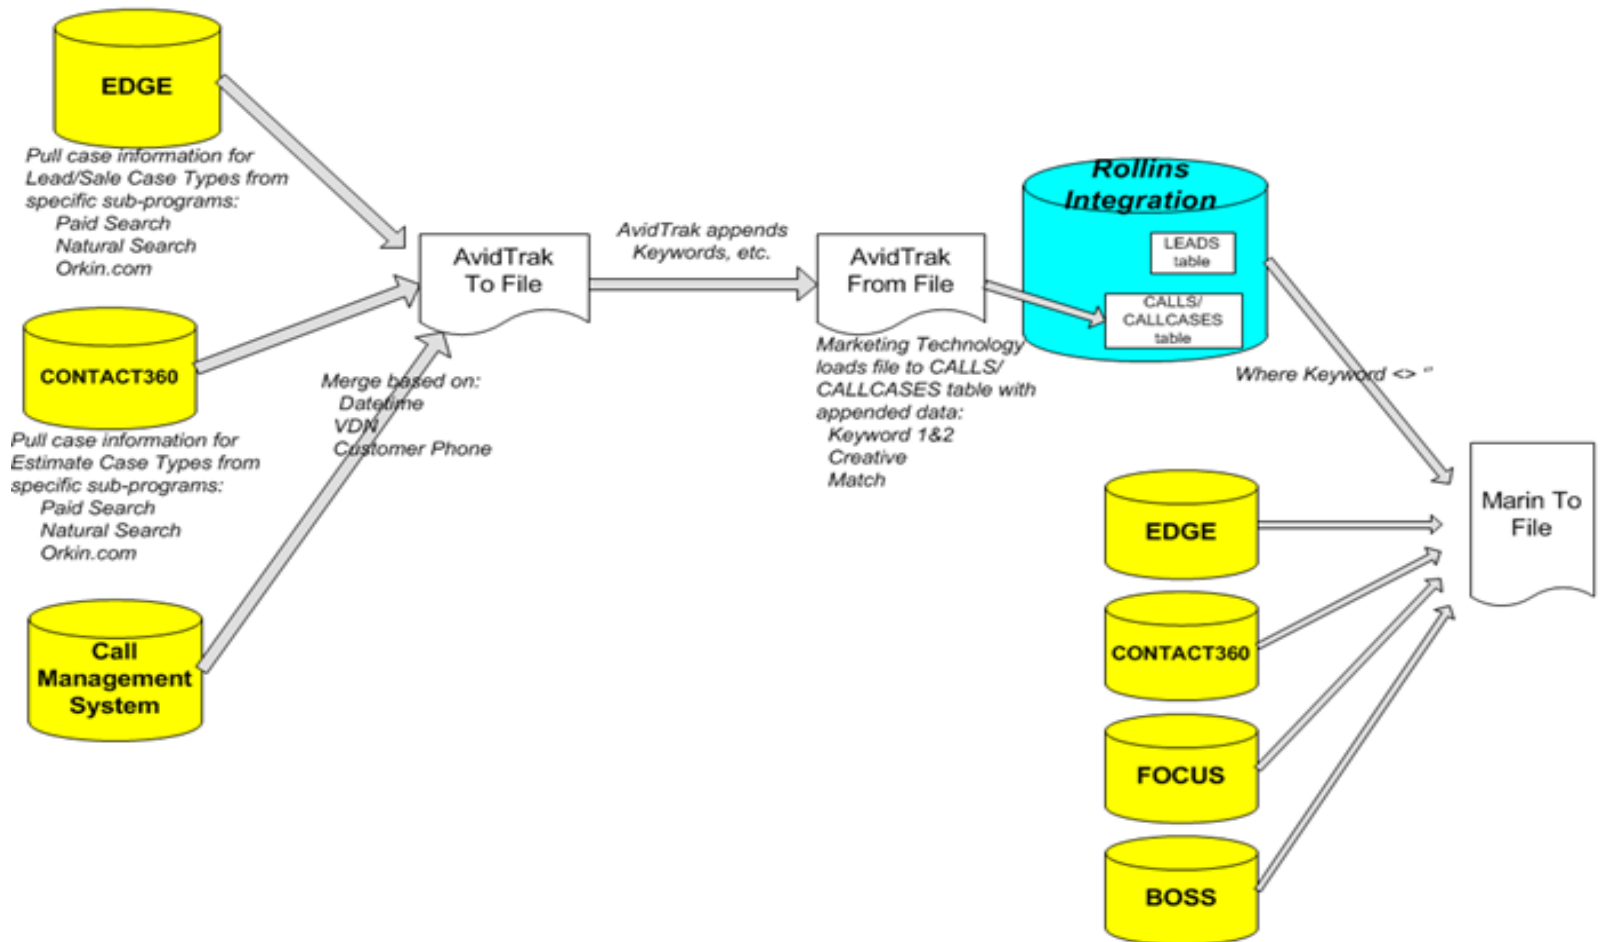 EDGE
Pull case information for
Lead/Sale Case Types from
specific sub-programs:
Paid Search
Natural Search
Orkin.com
CONTACT360
Pull case information for
Estimate Case Types from
specific sub-programs:
Paid Search
Natural Search
Orkin.com
Call
Management
System
AvidTrak
To File
Merge based on:
Datetime
VDN
Customer Phone
AvidTrak appends
Keywords, etc.
AvidTrak
From File
Marketing Technology
loads file to CALLS/
CALLCASES table with
appended data:
Keyword 1&2
Creative
Match
Rollins
Integration
LEADS
table
CALLS/
CALLCASES
table
Where Keyword <> ‘’
EDGE
CONTACT360
FOCUS
BOSS
Marin To
File